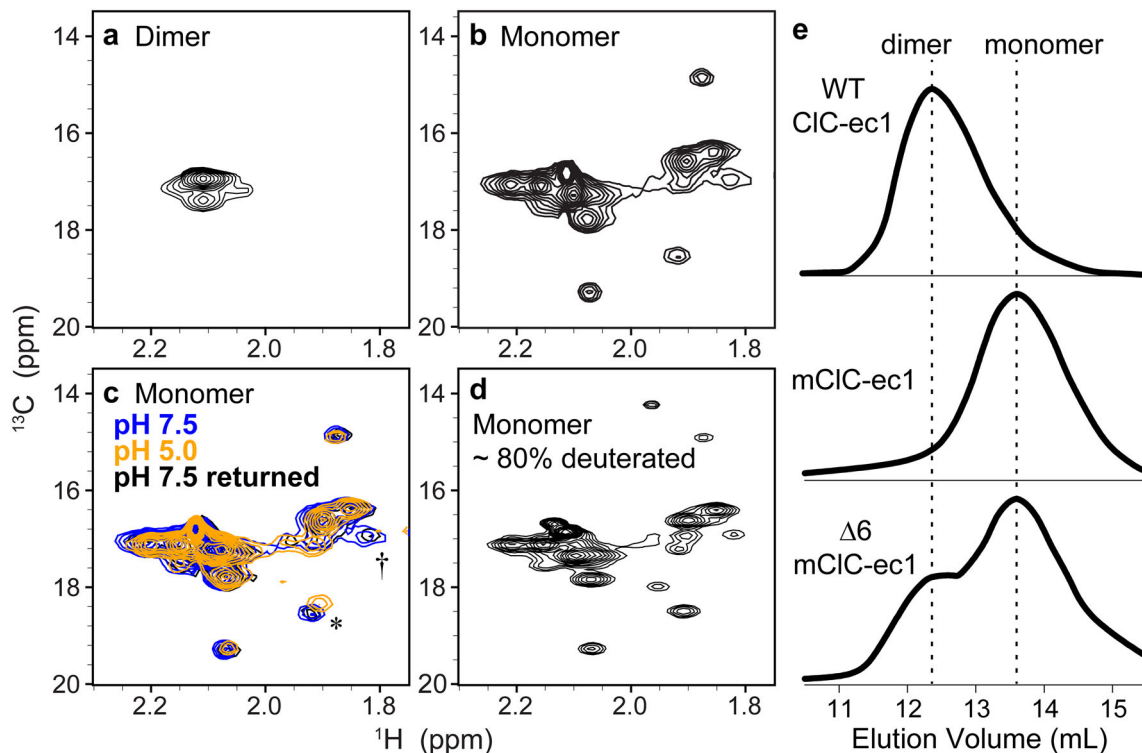 a Dimer
14
16
18
20
2.2
2.0
1.8
b Monomer
14
16
18
20
2.2
2.0
1.8
c Monomer
pH 7.5
pH 5.0
pH 7.5 returned
†
*
14
16
18
20
2.2
2.0
1.8
d
Monomer
~ 80% deuterated
14
16
18
20
2.2
2.0
1.8
¹³C (ppm)
¹H (ppm)
e
dimer monomer
WT
ClC-ec1
mClC-ec1
Δ6
mClC-ec1
11 12 13 14 15
Elution Volume (mL)